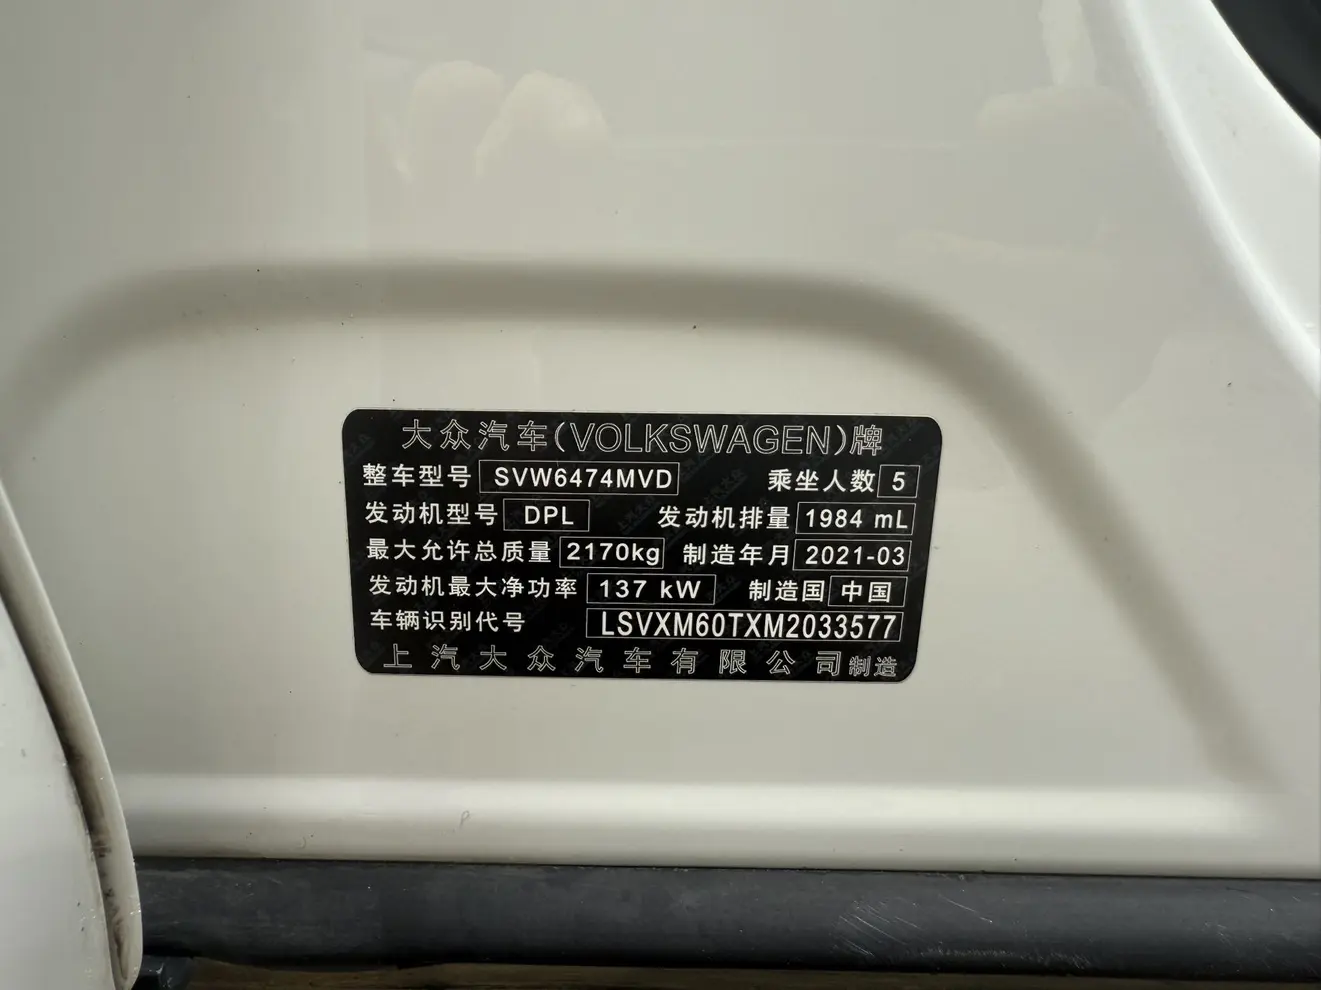 大众汽车(VOLKSWAGEN)牌
整车型号 SVW6474MVD 乘坐人数 5
发动机型号 DPL 发动机排量 1984 mL
最大允许总质量 2170kg 制造年月 2021-03
发动机最大净功率 137 kW 制造国 中国
车辆识别代号 LSVXM60TXM2033577
上汽大众汽车有限公司制造